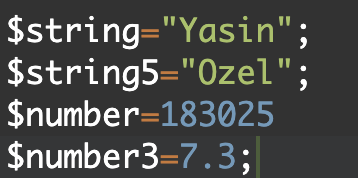 $string="Yasin";
$string5="Ozel";
$number=183025
$number3=7.3;